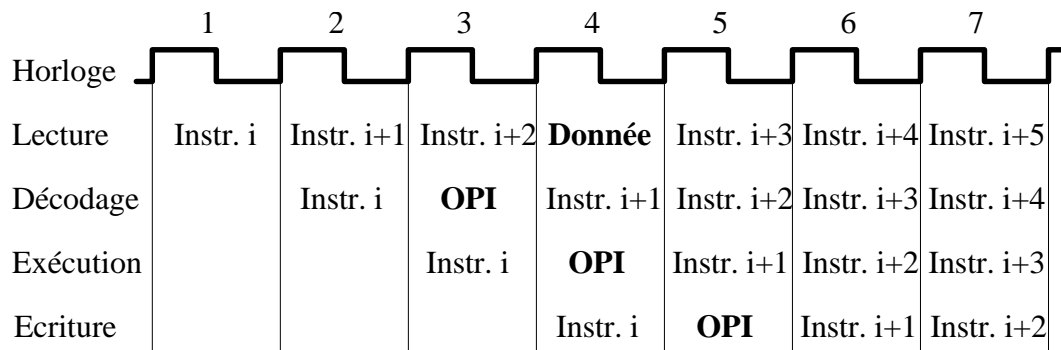 1 2 3 4 5 6 7
Horloge
Lecture Instr. i Instr. i+1 Instr. i+2 Donnée Instr. i+3 Instr. i+4 Instr. i+5
Décodage Instr. i OPI Instr. i+1 Instr. i+2 Instr. i+3 Instr. i+4
Exécution Instr. i OPI Instr. i+1 Instr. i+2 Instr. i+3
Ecriture Instr. i OPI Instr. i+1 Instr. i+2